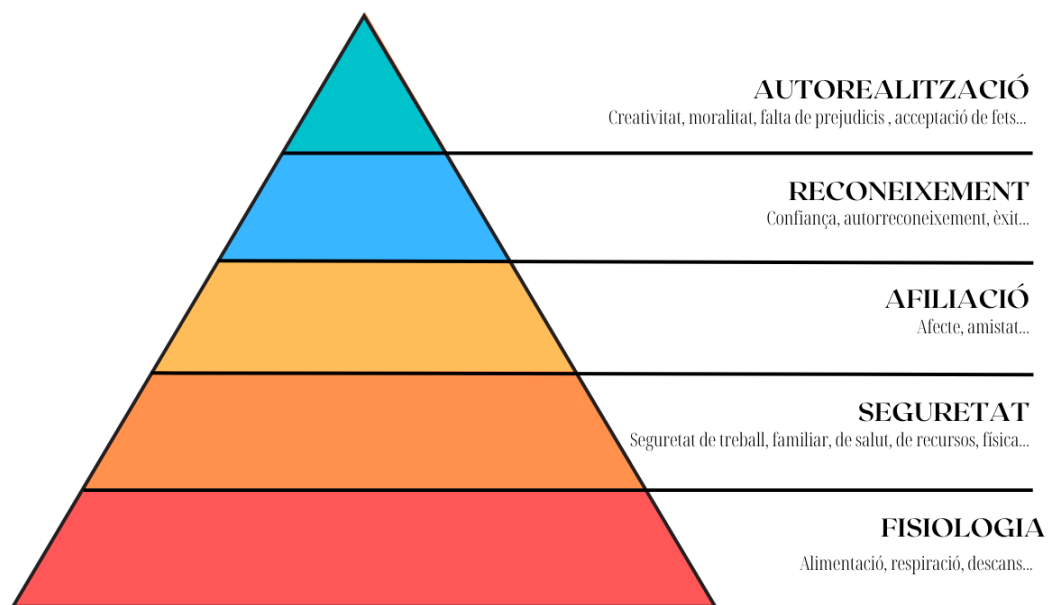 AUTOREALITZACIÓ
Creativitat, moralitat, falta de prejudicis , acceptació de fets...
RECONEIXEMENT
Confiança, autorreconeixement, èxit...
AFILIACIÓ
Afecte, amistat...
SEGURETAT
Seguretat de treball, familiar, de salut, de recursos, física...
FISIOLOGIA
Alimentació, respiració, descans...